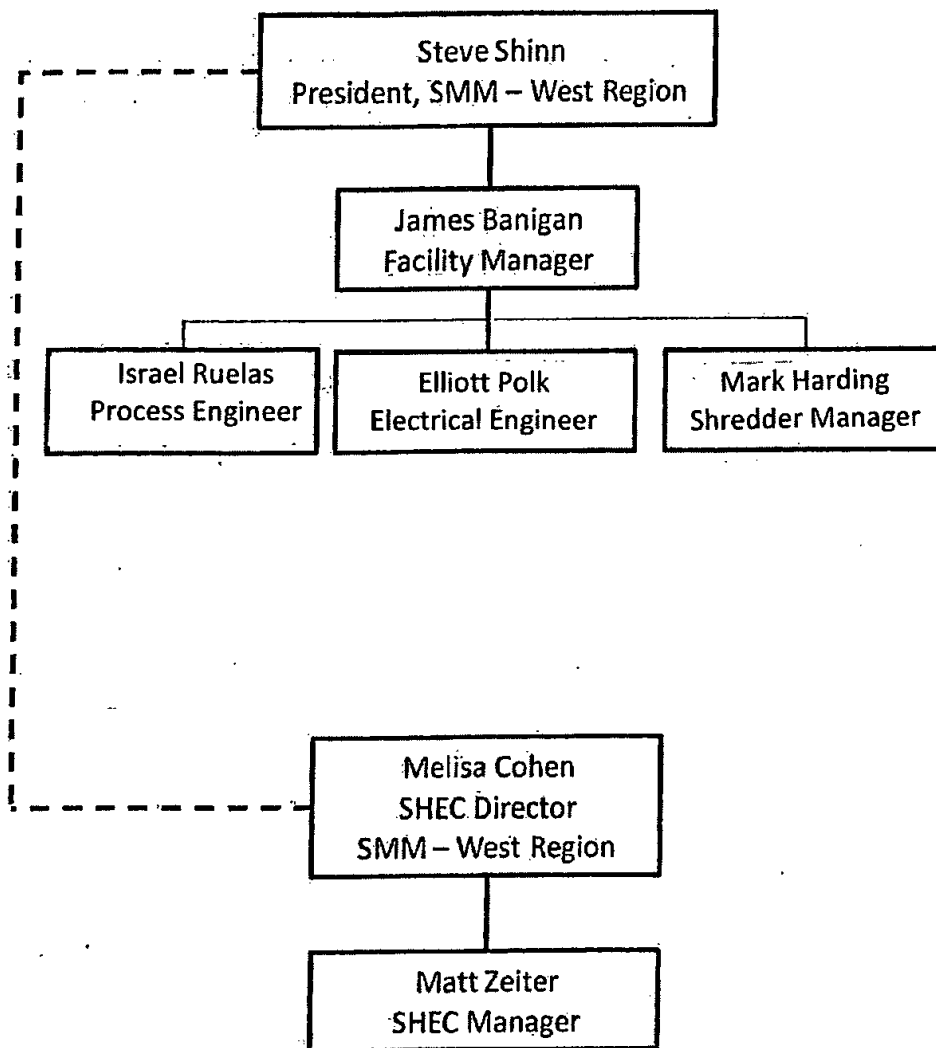 Steve Shinn
President, SMM – West Region
James Banigan
Facility Manager
Israel Ruelas
Process Engineer
Elliott Polk
Electrical Engineer
Mark Harding
Shredder Manager
Melisa Cohen
SHEC Director
SMM – West Region
Matt Zeiter
SHEC Manager